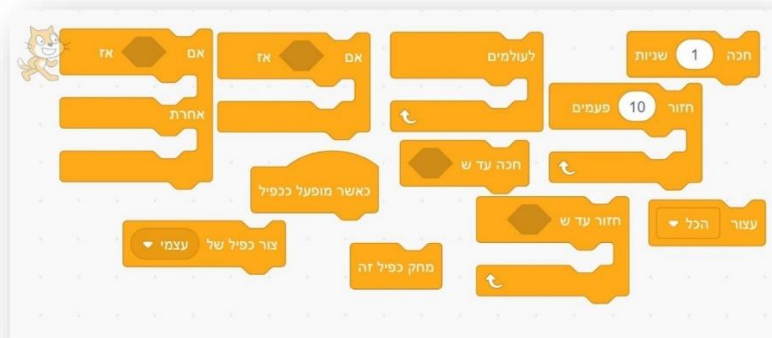 חכה 1 שניות
לעולמים
אם אז
אם אז
אחרת
חזור 10 פעמים
חכה עד ש
כאשר מופעל ככפיל
חזור עד ש
עצור הכל
צור כפיל של עצמי
מחק כפיל זה